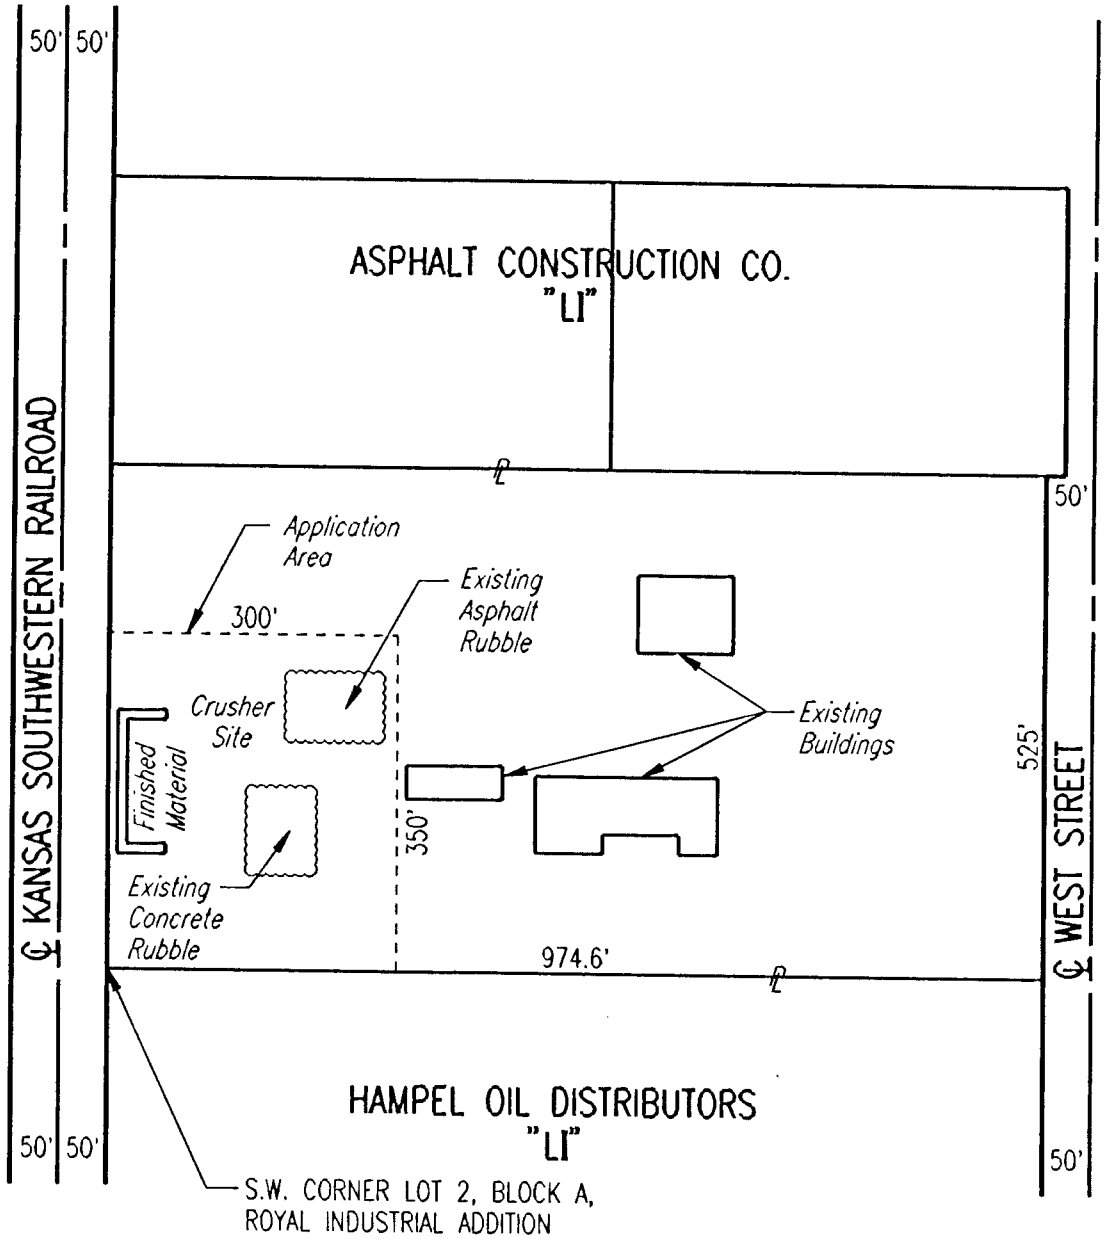 50' 50'
ASPHALT CONSTRUCTION CO.
"LI"
℄ KANSAS SOUTHWESTERN RAILROAD
℄ WEST STREET
℄
50'
Application
Area
300'
Existing
Asphalt
Rubble
Crusher
Site
Finished
Material
Existing
Buildings
525'
350'
Existing
Concrete
Rubble
974.6'
PL
PL
HAMPEL OIL DISTRIBUTORS
"LI"
50' 50'
50'
S.W. CORNER LOT 2, BLOCK A,
ROYAL INDUSTRIAL ADDITION